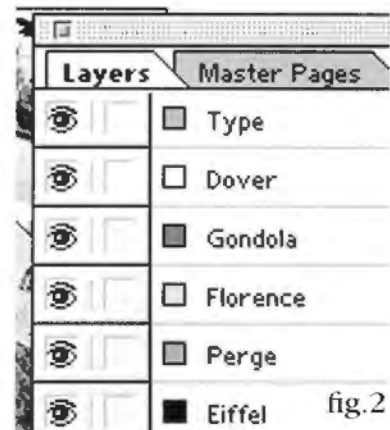 Layers Master Pages
Type
Dover
Gondola
Florence
Perge
Eiffel fig.2